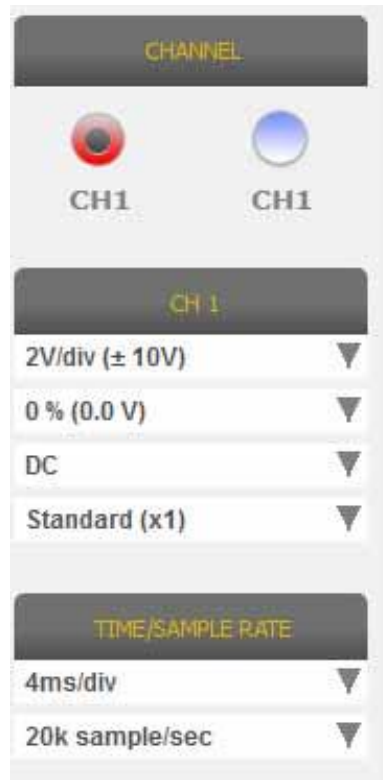 CHANNEL
CH1 CH1
CH 1
2V/div (± 10V)
0 % (0.0 V)
DC
Standard (x1)
TIME/SAMPLE RATE
4ms/div
20k sample/sec